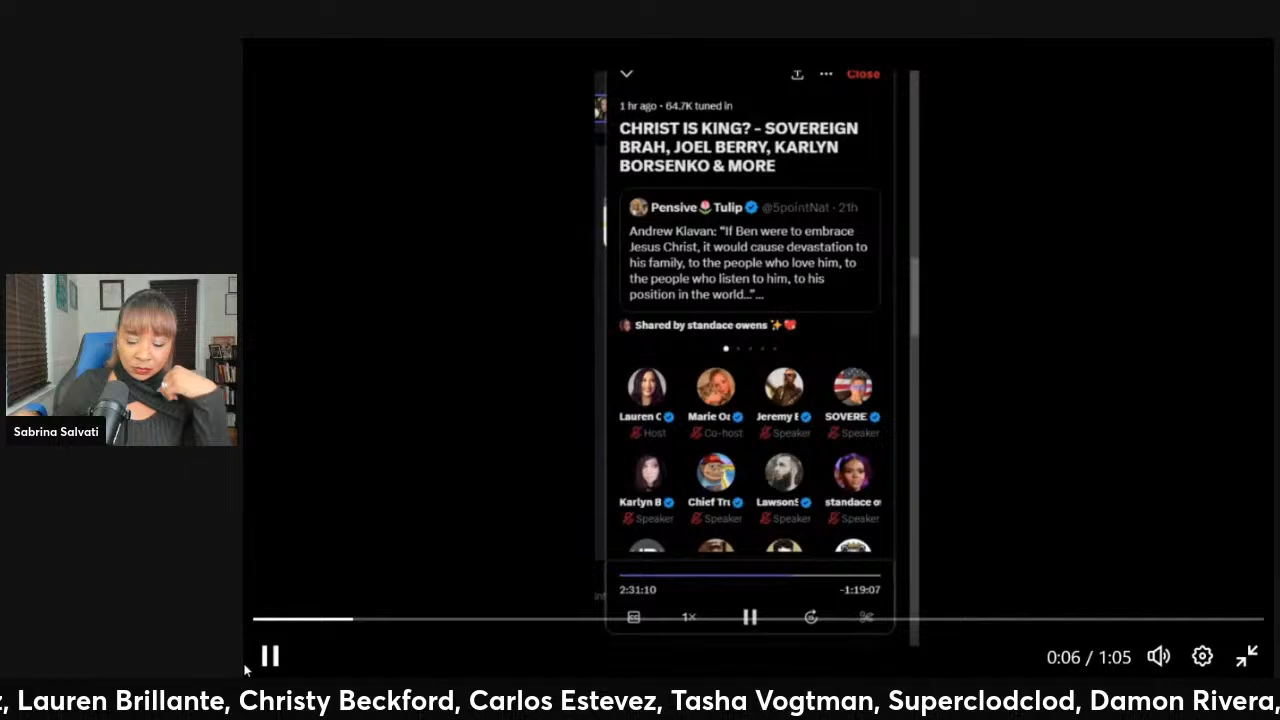 Close
1 hr ago · 64.7K tuned in
CHRIST IS KING? - SOVEREIGN
BRAH, JOEL BERRY, KARLYN
BORSENKO & MORE
Pensive🌷Tulip @5pointNat · 21h
Andrew Klavan: “If Ben were to embrace
Jesus Christ, it would cause devastation to
his family, to the people who love him, to
the people who listen to him, to his
position in the world...”...
Shared by standace owens ✨💖
Lauren C Marie Oa Jeremy B SOVERE
Host Co-host Speaker Speaker
Karlyn B Chief Tru LawsonS standace o
Speaker Speaker Speaker Speaker
2:31:10 -1:19:07
CC 1×
Sabrina Salvati
0:06 / 1:05
z, Lauren Brillante, Christy Beckford, Carlos Estevez, Tasha Vogtman, Superclodclod, Damon Rivera,